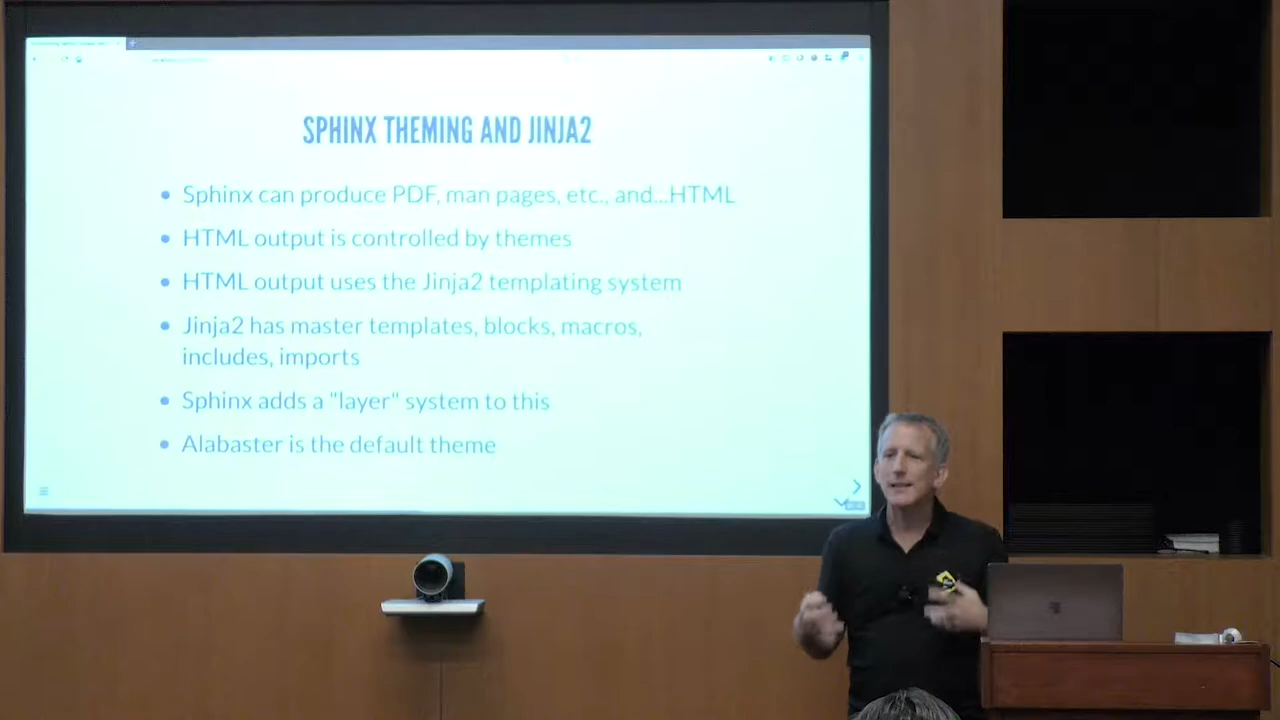 SPHINX THEMING AND JINJA2
Sphinx can produce PDF, man pages, etc., and...HTML
HTML output is controlled by themes
HTML output uses the Jinja2 templating system
Jinja2 has master templates, blocks, macros,
includes, imports
Sphinx adds a "layer" system to this
Alabaster is the default theme